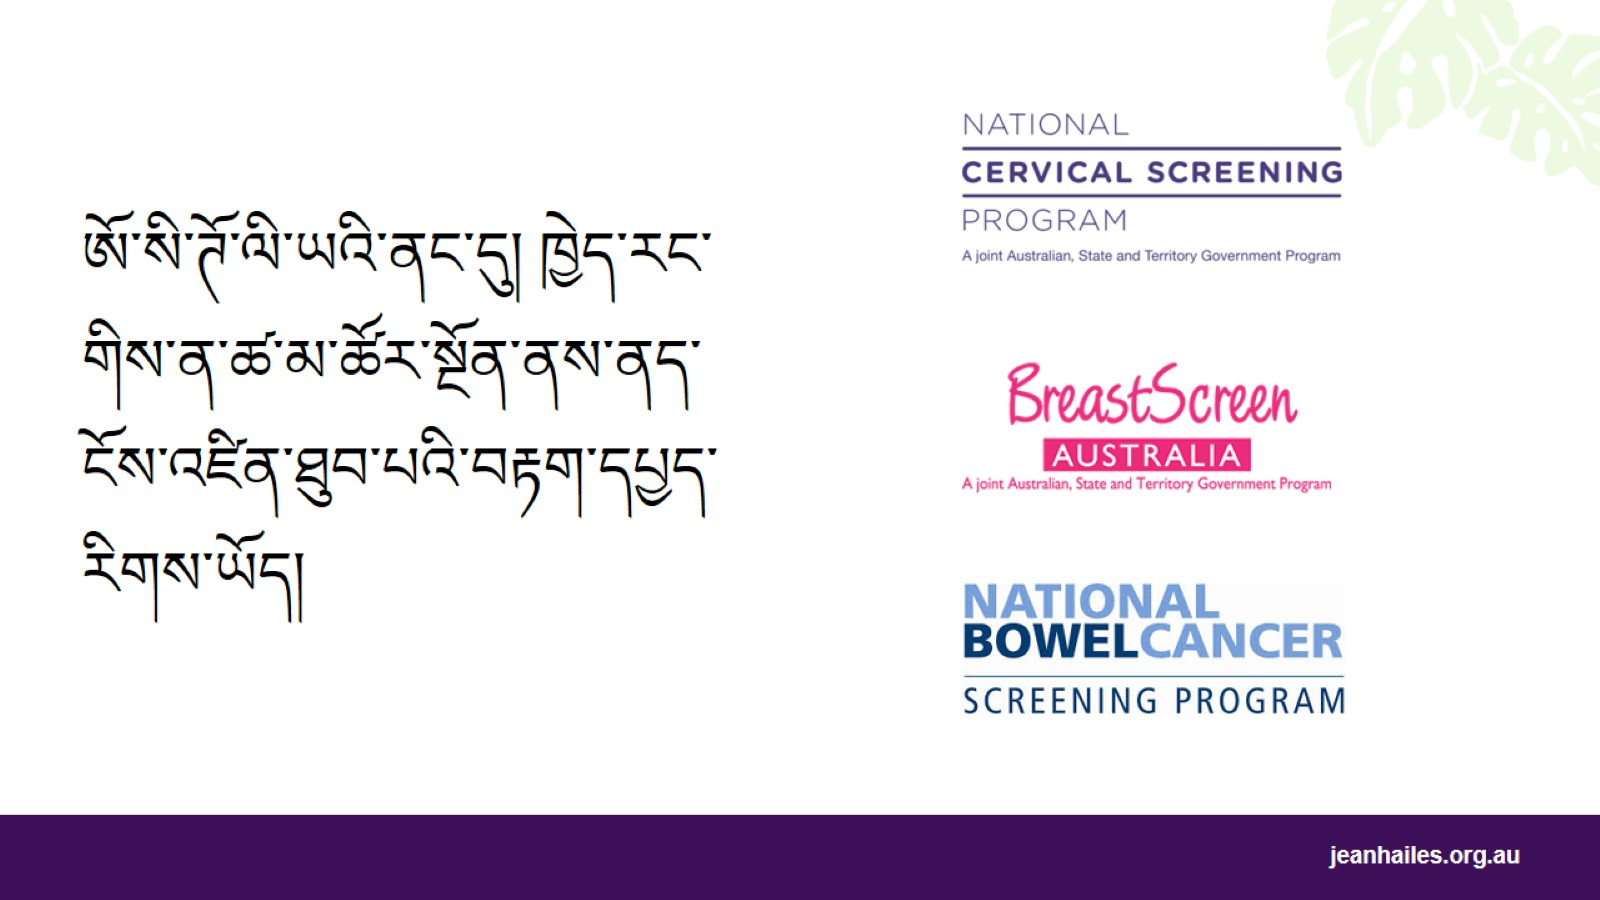 ཨོ་སི་ཊོ་ལི་ཡའི་ནང་དུ། ཁྱེད་རང་
གིས་ན་ཚ་མ་ཚོར་སྔོན་ནས་ནད་
ངོས་འཛིན་ཐུབ་པའི་བརྟག་དཔྱད་
རིགས་ཡོད།
NATIONAL
CERVICAL SCREENING
PROGRAM
A joint Australian, State and Territory Government Program
BreastScreen
AUSTRALIA
A joint Australian, State and Territory Government Program
NATIONAL
BOWELCANCER
SCREENING PROGRAM
jeanhailes.org.au